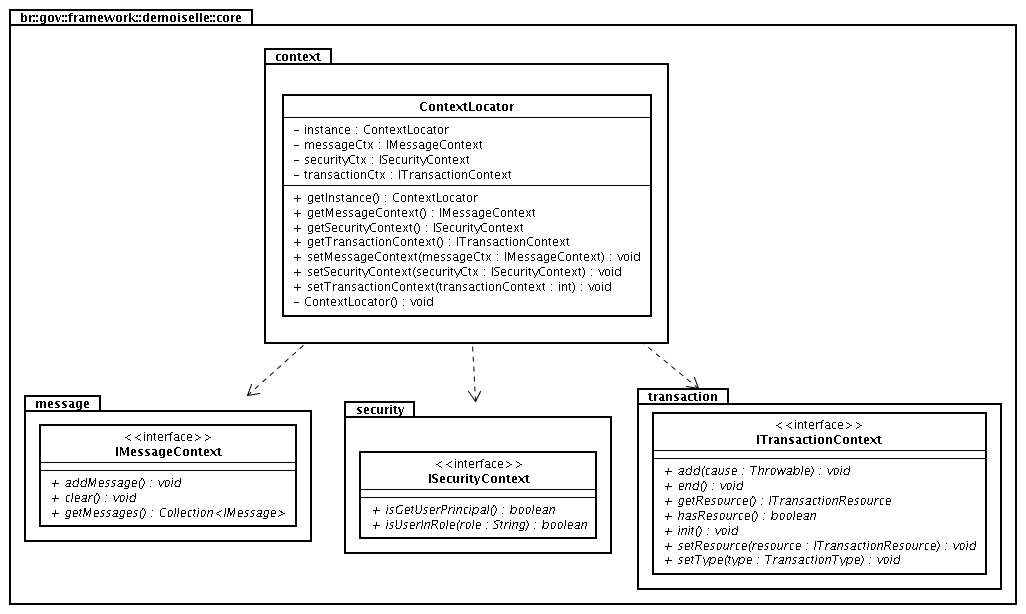 br::gov::framework::demoiselle::core
context
ContextLocator
- instance : ContextLocator
- messageCtx : IMessageContext
- securityCtx : ISecurityContext
- transactionCtx : ITransactionContext
+ getInstance() : ContextLocator
+ getMessageContext() : IMessageContext
+ getSecurityContext() : ISecurityContext
+ getTransactionContext() : ITransactionContext
+ setMessageContext(messageCtx : IMessageContext) : void
+ setSecurityContext(securityCtx : ISecurityContext) : void
+ setTransactionContext(transactionContext : int) : void
- ContextLocator() : void
message
<<interface>>
IMessageContext
+ addMessage() : void
+ clear() : void
+ getMessages() : Collection<IMessage>
security
<<interface>>
ISecurityContext
+ isGetUserPrincipal() : boolean
+ isUserInRole(role : String) : boolean
transaction
<<interface>>
ITransactionContext
+ add(cause : Throwable) : void
+ end() : void
+ getResource() : ITransactionResource
+ hasResource() : boolean
+ init() : void
+ setResource(resource : ITransactionResource) : void
+ setType(type : TransactionType) : void